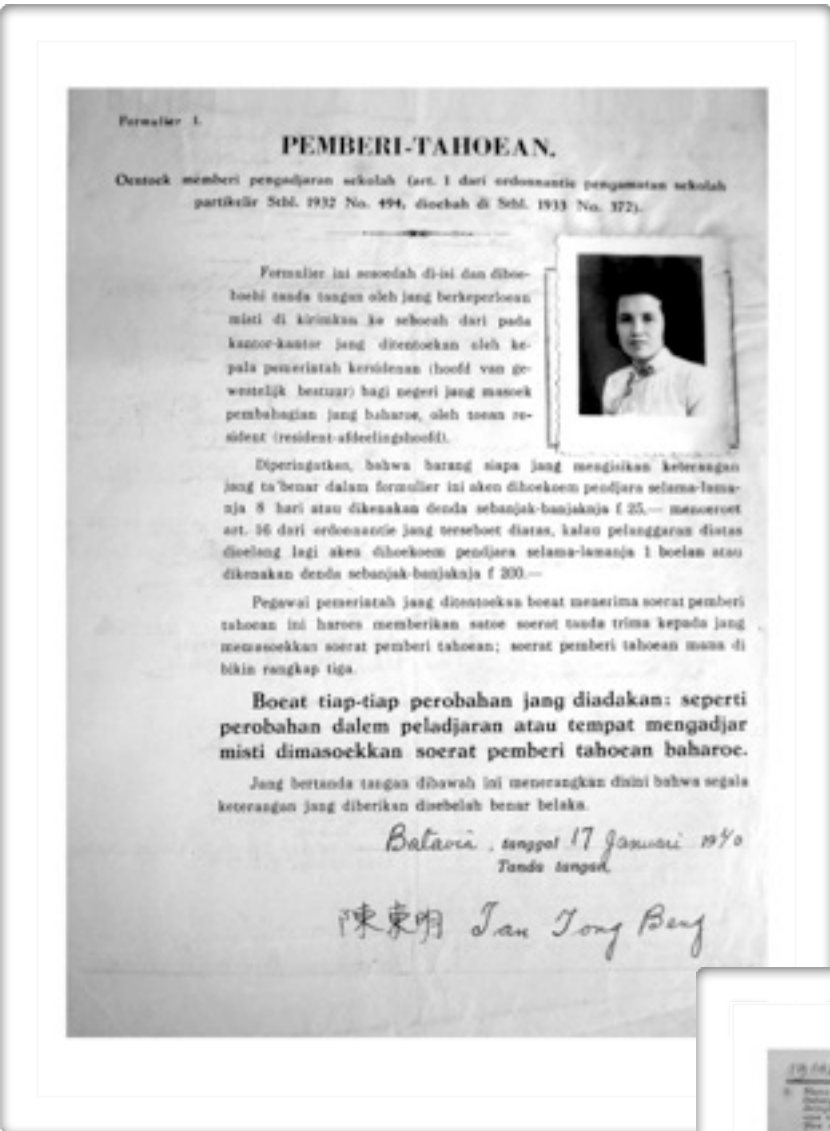 Formulier 1.
PEMBERI-TAHOEAN.
Oentoek memberi pengadjaran sekolah (art. 1 dari ordonnantie pengamatan sekolah
partikelir Stbl. 1932 No. 494, dioebah di Stbl. 1933 No. 372).
Formulier ini sesoedah di-isi dan diboe-
boehi tanda tangan oleh jang berkeperloean
misti di kirimkan ke seboeah dari pada
kantor-kantor jang ditentoekan oleh ke-
pala pemerintah keresidenan (hoofd van ge-
westelijk bestuur) bagi negeri jang masoek
pembahagian jang baharoe, oleh toean re-
sident (resident-afdeelingshoofd).
Diperingatkan, bahwa barang siapa jang mengisikan keterangan
jang ta'benar dalam formulier ini aken dihoekoem pendjara selama-lama-
nja 8 hari atau dikenakan denda sebanjak-banjaknja f 25,— menoeroet
art. 16 dari ordonnantie jang terseboet diatas, kalau pelanggaran diatas
dioelang lagi aken dihoekoem pendjara selama-lamanja 1 boelan atau
dikenakan denda sebanjak-banjaknja f 200.—
Pegawai pemerintah jang ditentoekan boeat menerima soerat pemberi
tahoean ini haroes memberikan satoe soerat tanda trima kepada jang
memasoekkan soerat pemberi tahoean; soerat pemberi tahoean mana di
bikin rangkap tiga.
Boeat tiap-tiap perobahan jang diadakan: seperti
perobahan dalem peladjaran atau tempat mengadjar
misti dimasoekkan soerat pemberi tahoean baharoe.
Jang bertanda tangan dibawah ini menerangkan disini bahwa segala
keterangan jang diberikan disebelah benar belaka.
Batavia, tanggal 17 Januari 1940
Tanda tangan,
陳東明 Tan Tong Beng